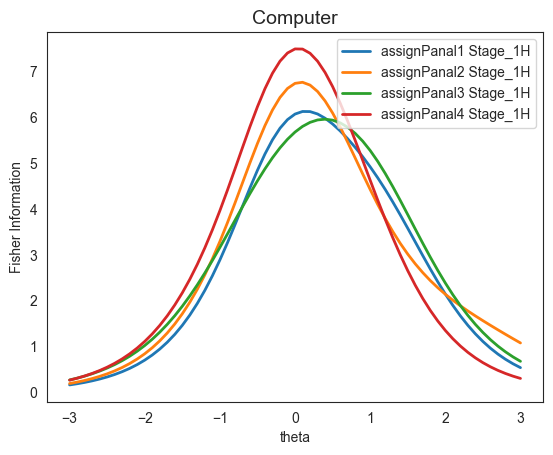 Computer
assignPanal1 Stage_1H
assignPanal2 Stage_1H
assignPanal3 Stage_1H
assignPanal4 Stage_1H
Fisher Information
7
6
5
4
3
2
1
0
−3
−2
−1
0
1
2
3
theta